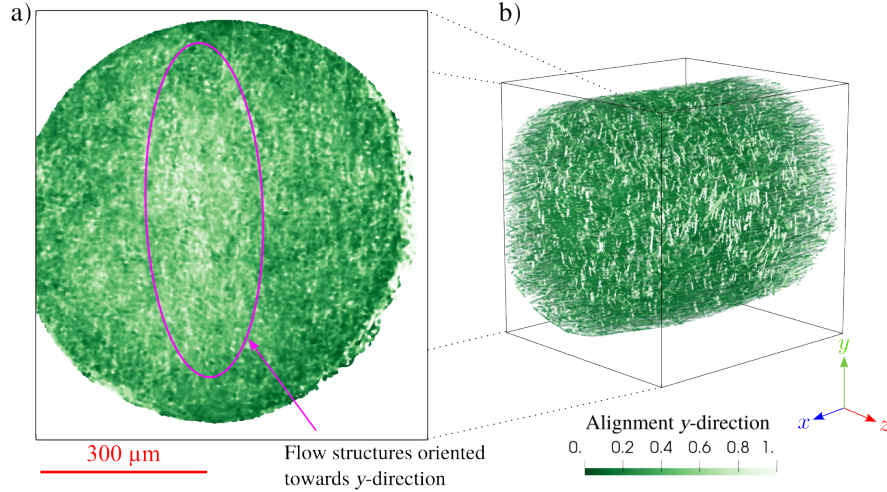 a)
b)
y
x
z
Alignment y-direction
0. 0.2 0.4 0.6 0.8 1.
300 µm
Flow structures oriented
towards y-direction